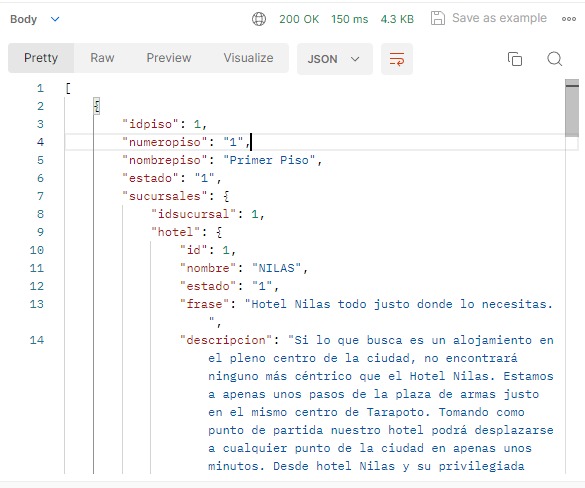 Body 200 OK 150 ms 4.3 KB Save as example
Pretty Raw Preview Visualize JSON
1 [
2 {
3 "idpiso": 1,
4 "numeropiso": "1",
5 "nombrepiso": "Primer Piso",
6 "estado": "1",
7 "sucursales": {
8 "idsucursal": 1,
9 "hotel": {
10 "id": 1,
11 "nombre": "NILAS",
12 "estado": "1",
13 "frase": "Hotel Nilas todo justo donde lo necesitas.
",
14 "descripcion": "Si lo que busca es un alojamiento en
el pleno centro de la ciudad, no encontrará
ninguno más céntrico que el Hotel Nilas. Estamos
a apenas unos pasos de la plaza de armas justo
en el mismo centro de Tarapoto. Tomando como
punto de partida nuestro hotel podrá desplazarse
a cualquier punto de la ciudad en apenas unos
minutos. Desde hotel Nilas y su privilegiada